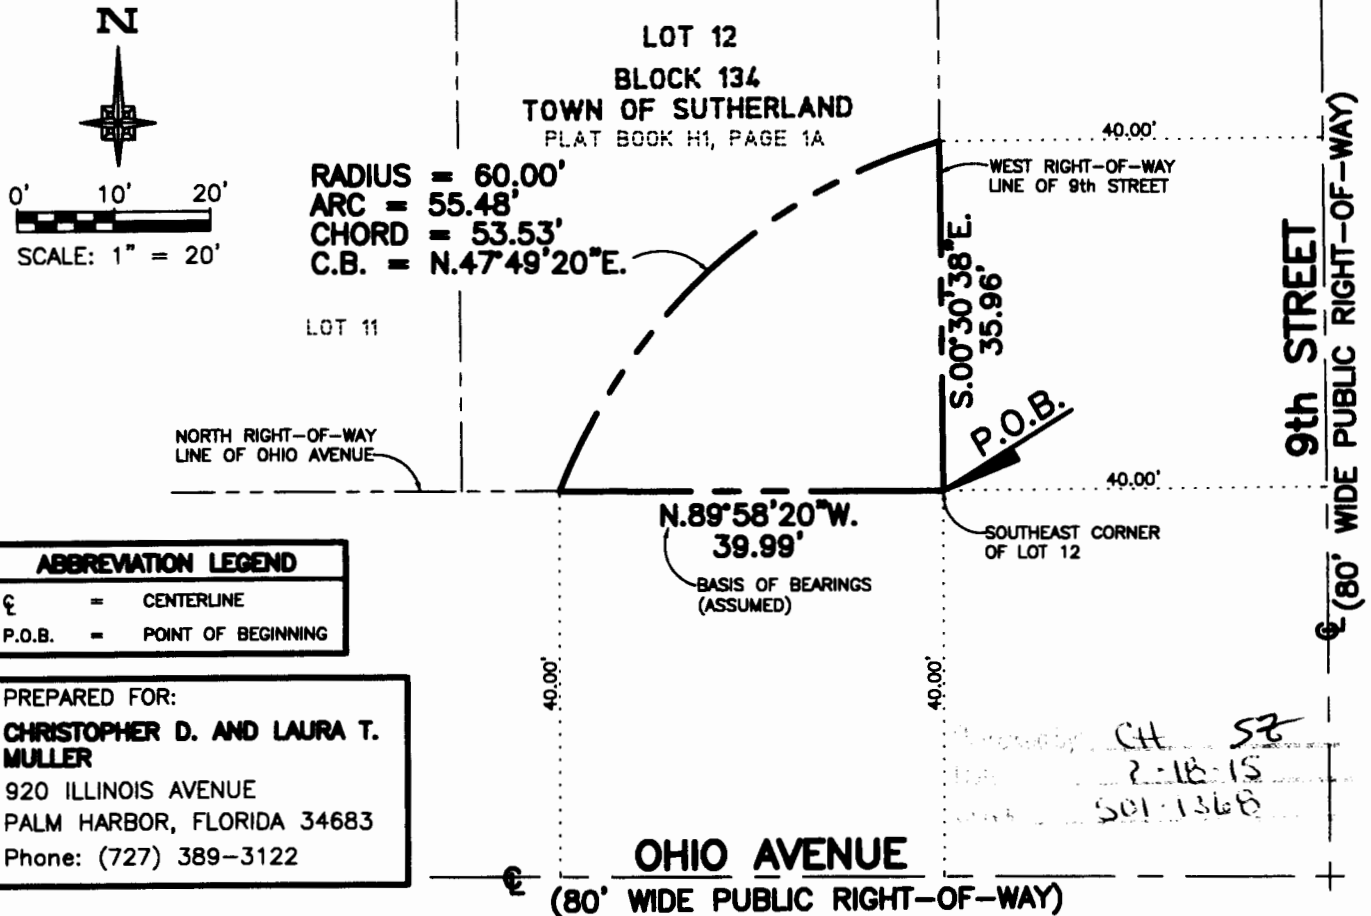 N
0' 10' 20'
SCALE: 1" = 20'
LOT 12
BLOCK 134
TOWN OF SUTHERLAND
PLAT BOOK H1, PAGE 1A
RADIUS = 60.00'
ARC = 55.48'
CHORD = 53.53'
C.B. = N.47°49'20"E.
LOT 11
40.00'
WEST RIGHT-OF-WAY
LINE OF 9th STREET
S.00°30'38"E.
35.96'
9th STREET
(80' WIDE PUBLIC RIGHT-OF-WAY)
℄
P.O.B.
NORTH RIGHT-OF-WAY
LINE OF OHIO AVENUE
40.00'
N.89°58'20"W.
39.99'
SOUTHEAST CORNER
OF LOT 12
BASIS OF BEARINGS
(ASSUMED)
ABBREVIATION LEGEND
℄ = CENTERLINE
P.O.B. = POINT OF BEGINNING
40.00'
40.00'
PREPARED FOR:
CHRISTOPHER D. AND LAURA T.
MULLER
920 ILLINOIS AVENUE
PALM HARBOR, FLORIDA 34683
Phone: (727) 389-3122
CH SZ
501-1368
OHIO AVENUE
℄
(80' WIDE PUBLIC RIGHT-OF-WAY)